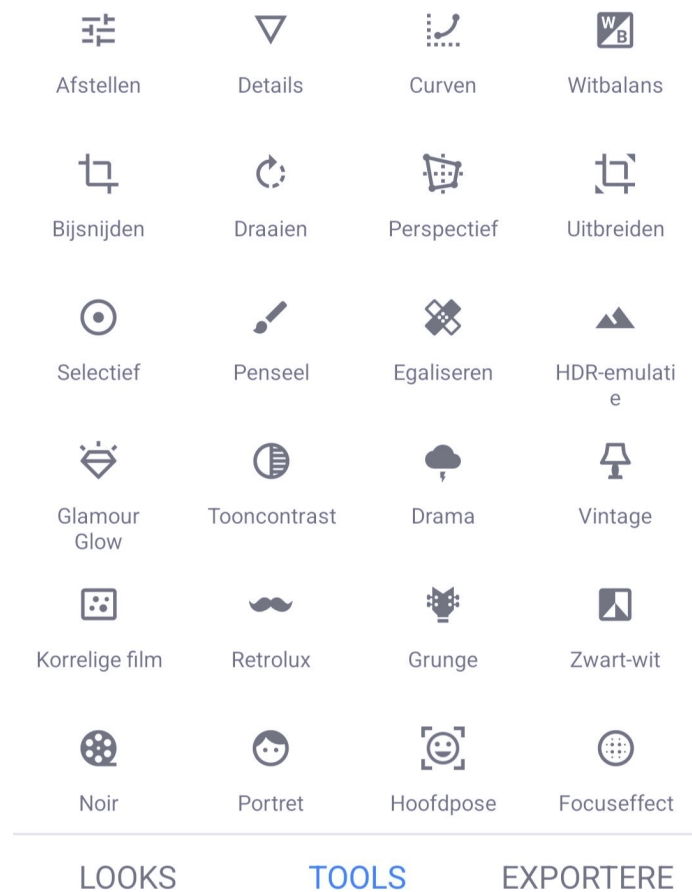 Afstellen Details Curven W B Witbalans
Bijsnijden Draaien Perspectief Uitbreiden
Selectief Penseel Egaliseren HDR-emulati
e
Glamour Tooncontrast Drama Vintage
Glow
Korrelige film Retrolux Grunge Zwart-wit
Noir Portret Hoofdpose Focuseffect
LOOKS TOOLS EXPORTERE